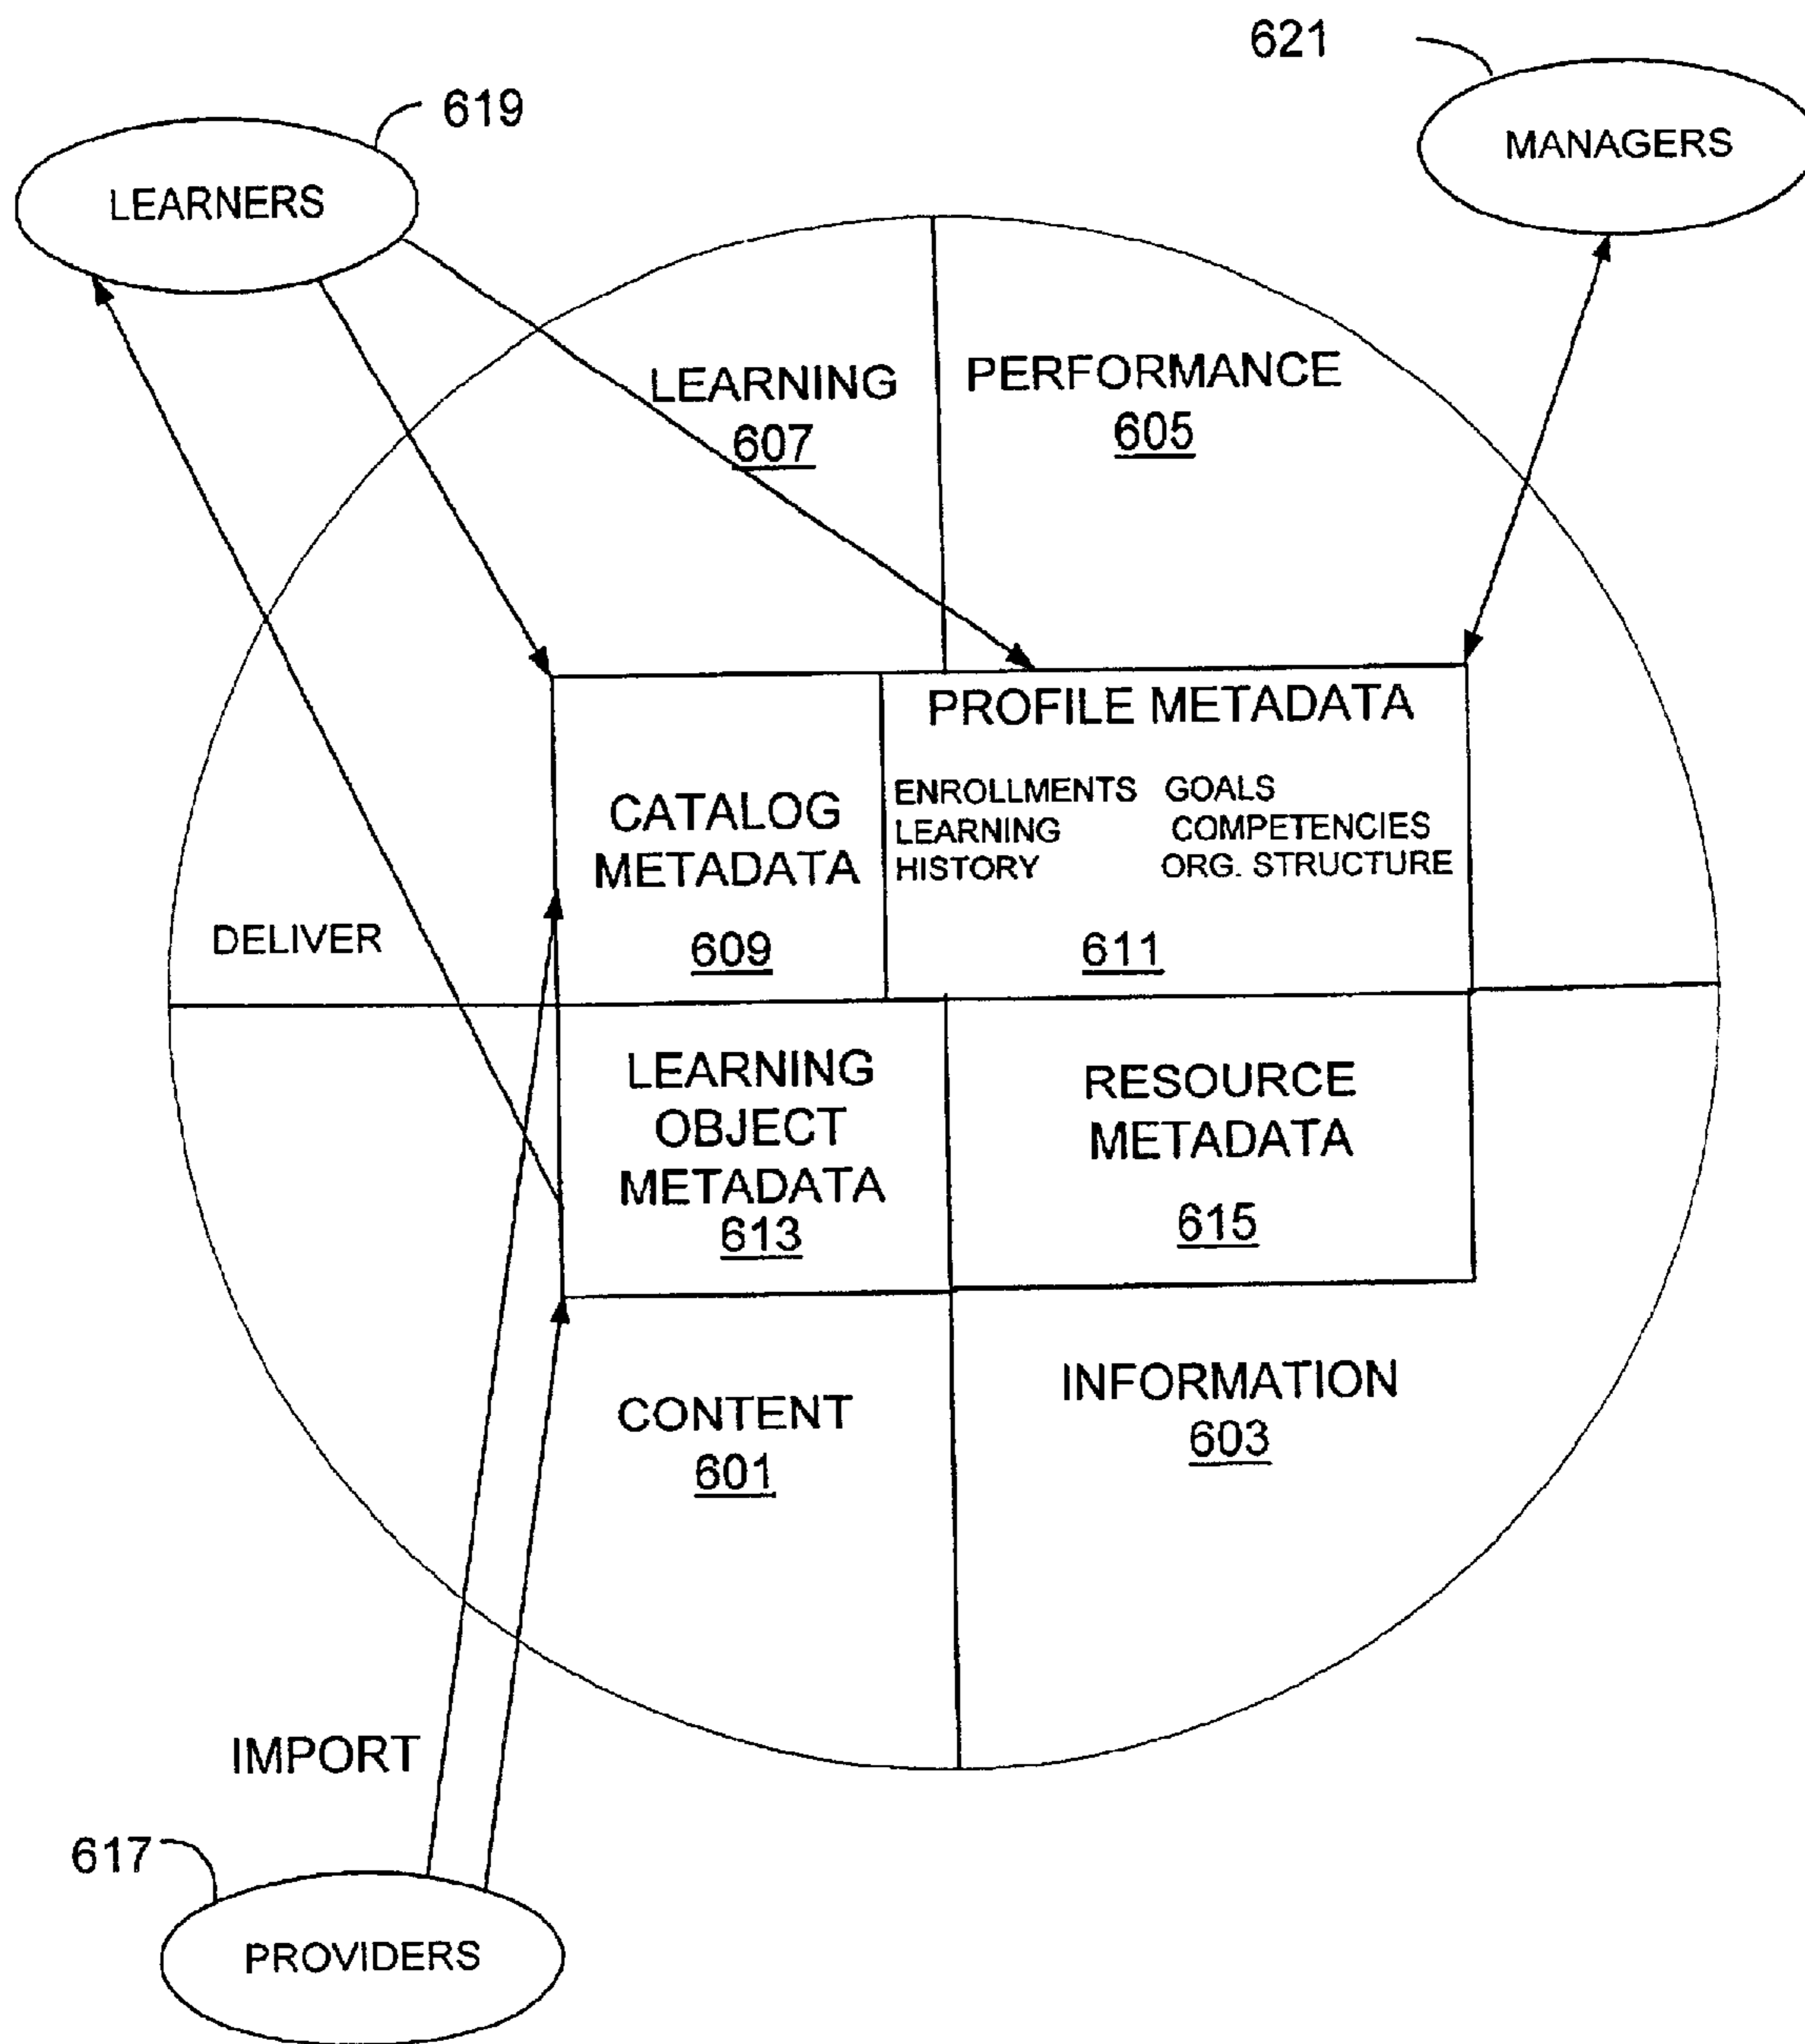 621
619
MANAGERS
LEARNERS
LEARNING
607
PERFORMANCE
605
PROFILE METADATA
CATALOG
METADATA
609
ENROLLMENTS GOALS
LEARNING COMPETENCIES
HISTORY ORG. STRUCTURE
611
DELIVER
LEARNING
OBJECT
METADATA
613
RESOURCE
METADATA
615
CONTENT
601
INFORMATION
603
IMPORT
617
PROVIDERS